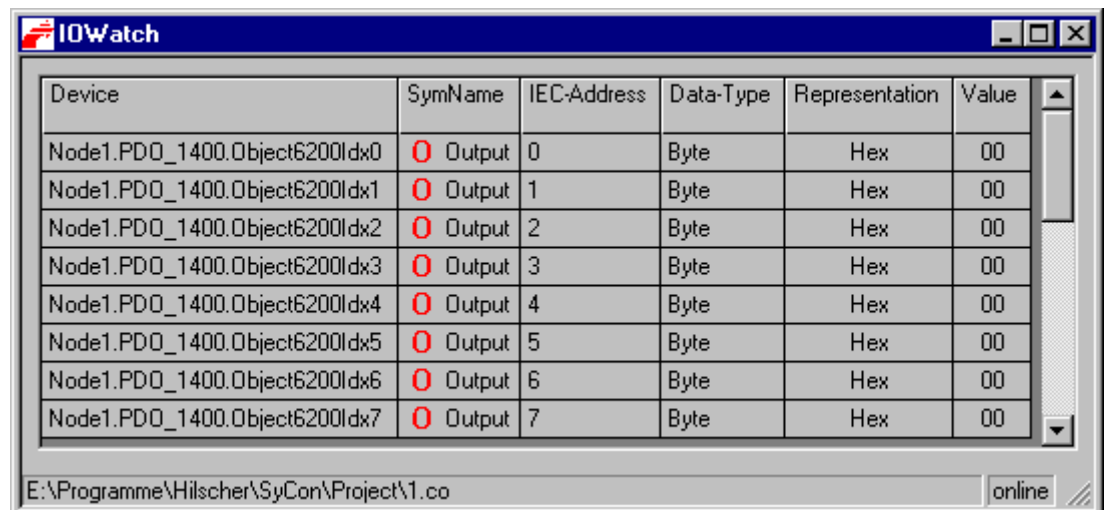 IOWatch
Device SymName IEC-Address Data-Type Representation Value
Node1.PDO_1400.Object6200Idx0 O Output 0 Byte Hex 00
Node1.PDO_1400.Object6200Idx1 O Output 1 Byte Hex 00
Node1.PDO_1400.Object6200Idx2 O Output 2 Byte Hex 00
Node1.PDO_1400.Object6200Idx3 O Output 3 Byte Hex 00
Node1.PDO_1400.Object6200Idx4 O Output 4 Byte Hex 00
Node1.PDO_1400.Object6200Idx5 O Output 5 Byte Hex 00
Node1.PDO_1400.Object6200Idx6 O Output 6 Byte Hex 00
Node1.PDO_1400.Object6200Idx7 O Output 7 Byte Hex 00
E:\Programme\Hilscher\SyCon\Project\1.co online